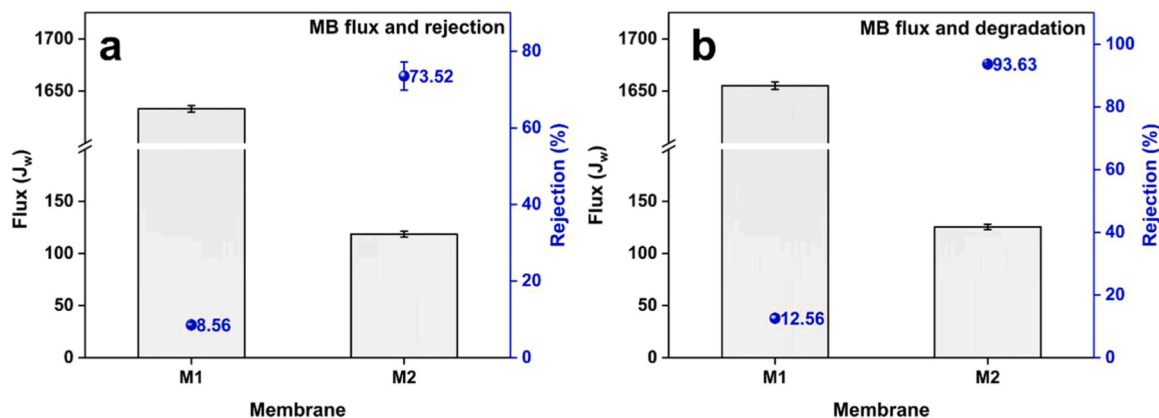 a
MB flux and rejection
1700
1650
150
100
50
0
Flux (Jw)
80
60
40
20
0
Rejection (%)
73.52
8.56
M1 M2
Membrane
b
MB flux and degradation
1700
1650
150
100
50
0
Flux (Jw)
100
80
60
40
20
0
Rejection (%)
93.63
12.56
M1 M2
Membrane